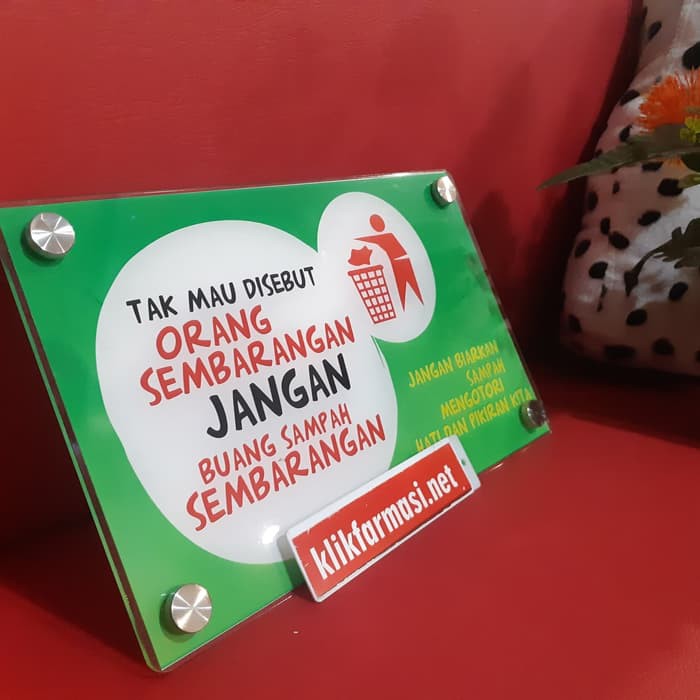 TAK MAU DISEBUT
ORANG
SEMBARANGAN
JANGAN
BUANG SAMPAH
SEMBARANGAN
JANGAN BIARKAN
SAMPAH
MENGOTORI
HATI DAN PIKIRAN KITA
klikfarmasi.net